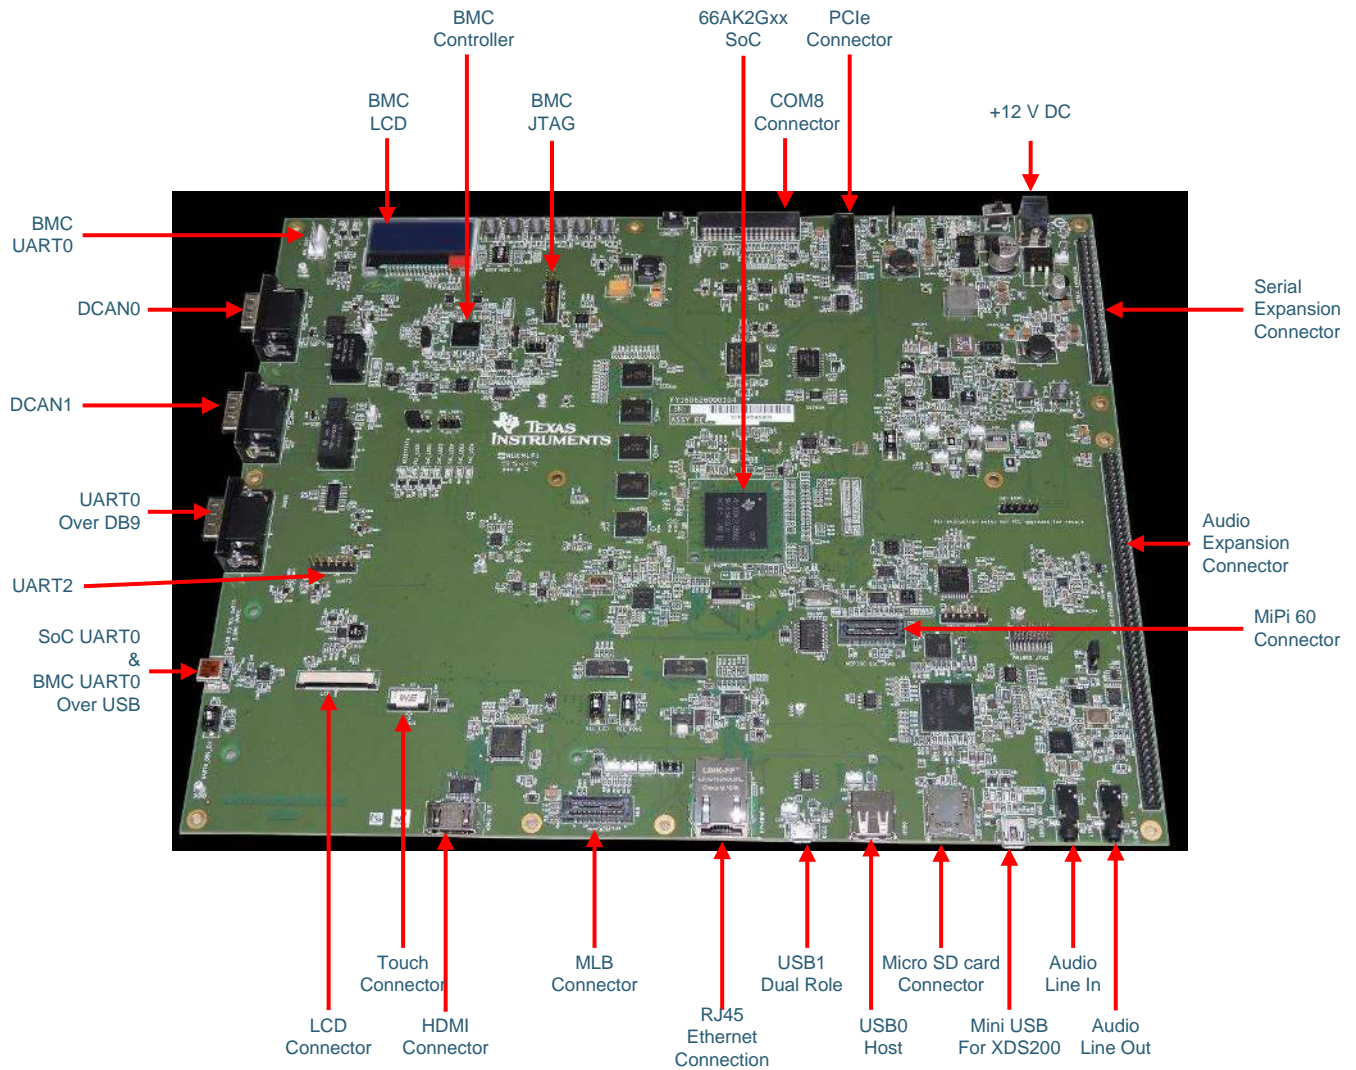 BMC
Controller
66AK2Gxx
SoC
PCIe
Connector
BMC
LCD
BMC
JTAG
COM8
Connector
+12 V DC
BMC
UART0
DCAN0
DCAN1
UART0
Over DB9
UART2
SoC UART0
&
BMC UART0
Over USB
Serial
Expansion
Connector
Audio
Expansion
Connector
MiPi 60
Connector
TEXAS
INSTRUMENTS
Touch
Connector
MLB
Connector
USB1
Dual Role
Micro SD card
Connector
Audio
Line In
LCD
Connector
HDMI
Connector
RJ45
Ethernet
Connection
USB0
Host
Mini USB
For XDS200
Audio
Line Out